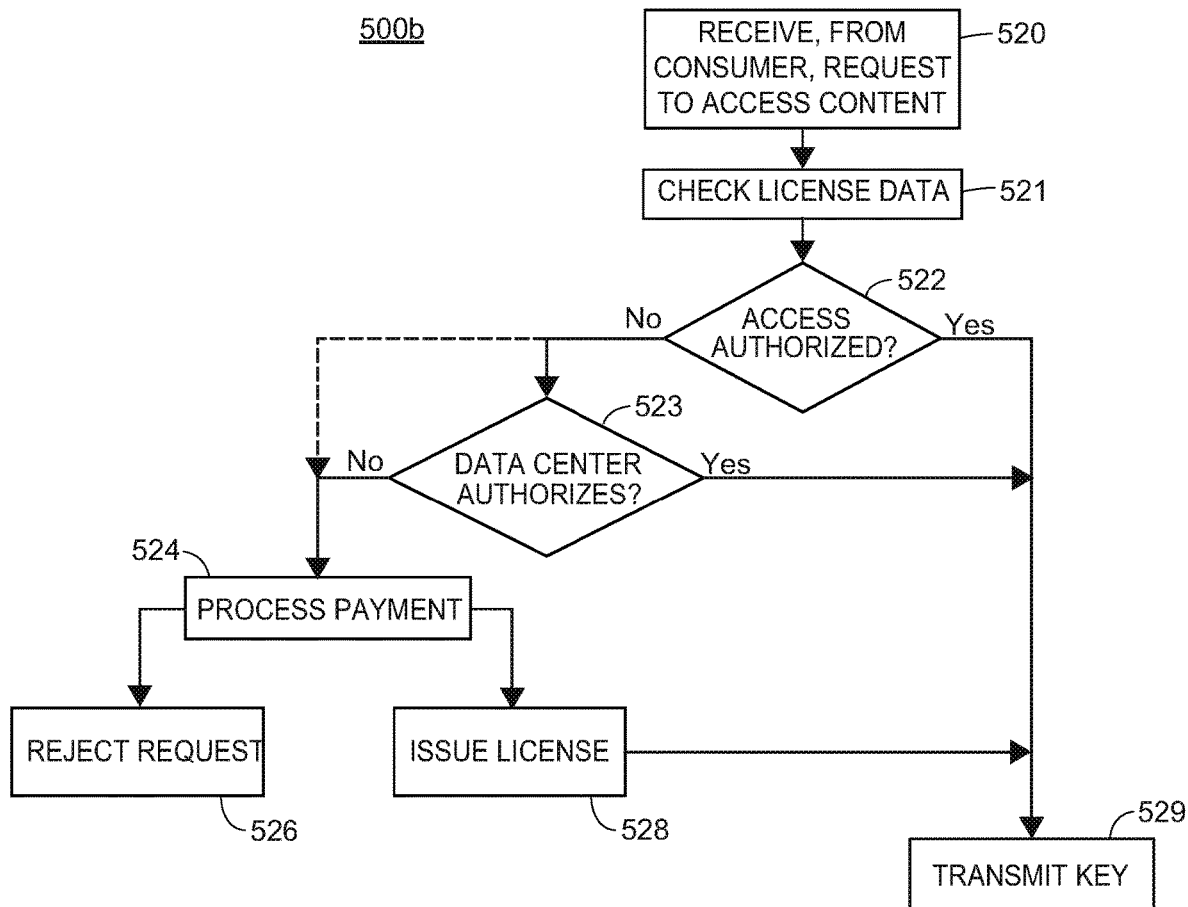 500b
RECEIVE, FROM
CONSUMER, REQUEST
TO ACCESS CONTENT
520
CHECK LICENSE DATA
521
522
No
ACCESS
AUTHORIZED?
Yes
523
No
DATA CENTER
AUTHORIZES?
Yes
524
PROCESS PAYMENT
REJECT REQUEST
ISSUE LICENSE
526
528
529
TRANSMIT KEY